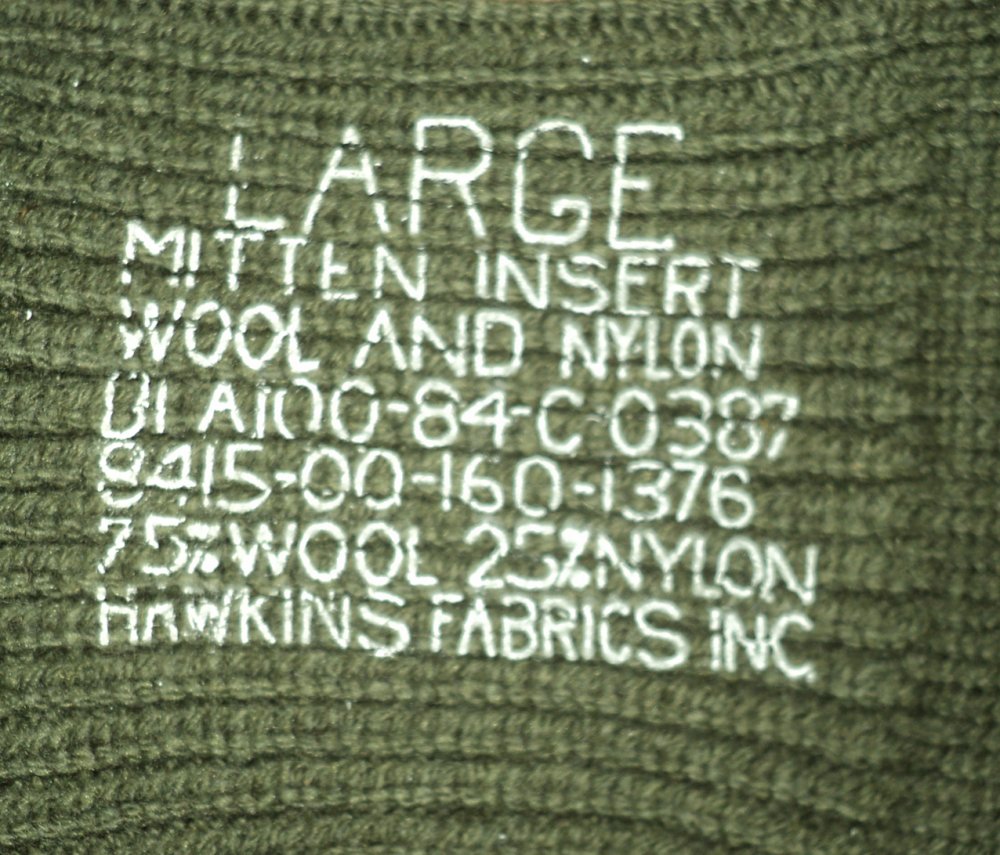 LARGE
MITTEN INSERT
WOOL AND NYLON
DLA100-84-C-0387
8415-00-160-1376
75% WOOL 25% NYLON
HAWKINS FABRICS INC.